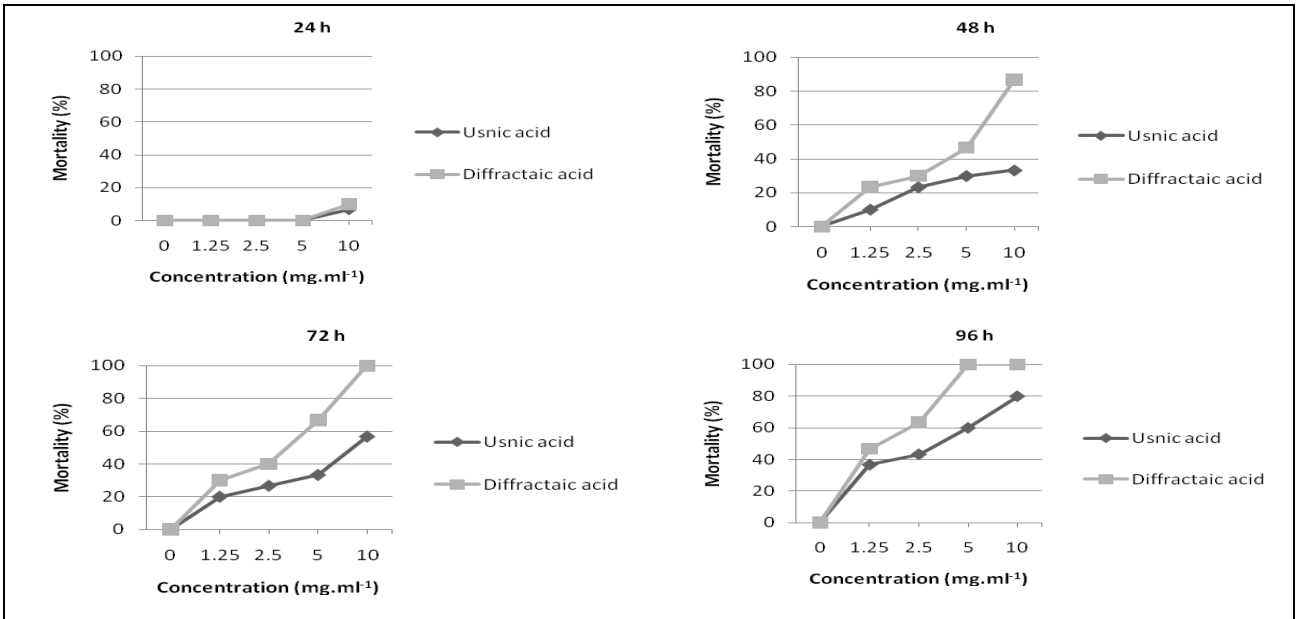 24 h
100
80
60
40
20
0
Mortality (%)
0 1.25 2.5 5 10
Concentration (mg.ml-1)
Usnic acid
Diffractaic acid
48 h
100
80
60
40
20
0
Mortality (%)
0 1.25 2.5 5 10
Concentration (mg.ml-1)
Usnic acid
Diffractaic acid
72 h
100
80
60
40
20
0
Mortality (%)
0 1.25 2.5 5 10
Concentration (mg.ml-1)
Usnic acid
Diffractaic acid
96 h
100
80
60
40
20
0
Mortality (%)
0 1.25 2.5 5 10
Concentration (mg.ml-1)
Usnic acid
Diffractaic acid